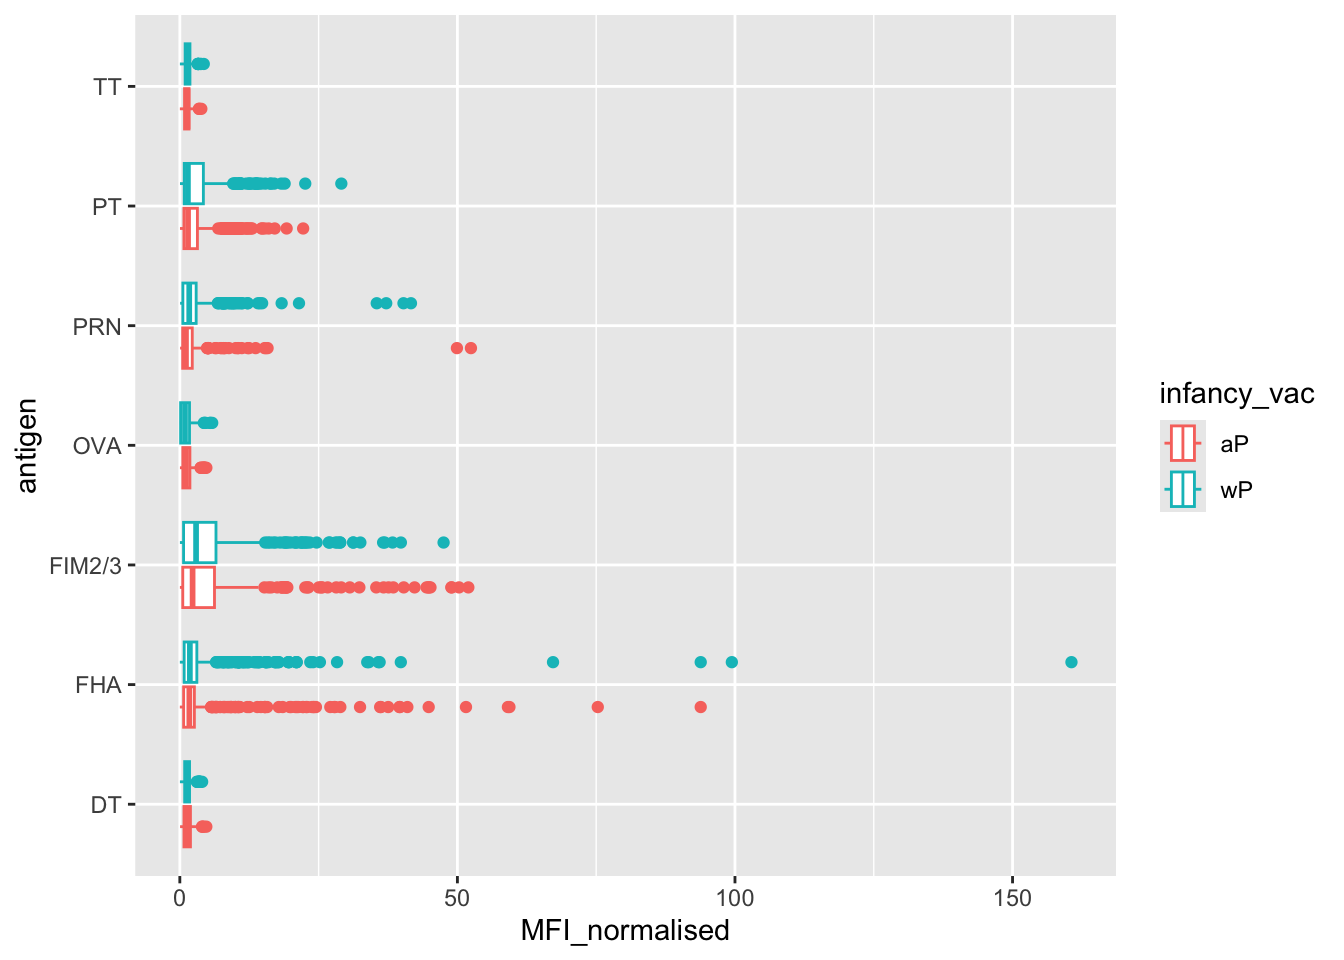 TT
PT
PRN
OVA
FIM2/3
FHA
DT
antigen
0 50 100 150
MFI_normalised
infancy_vac
aP
wP